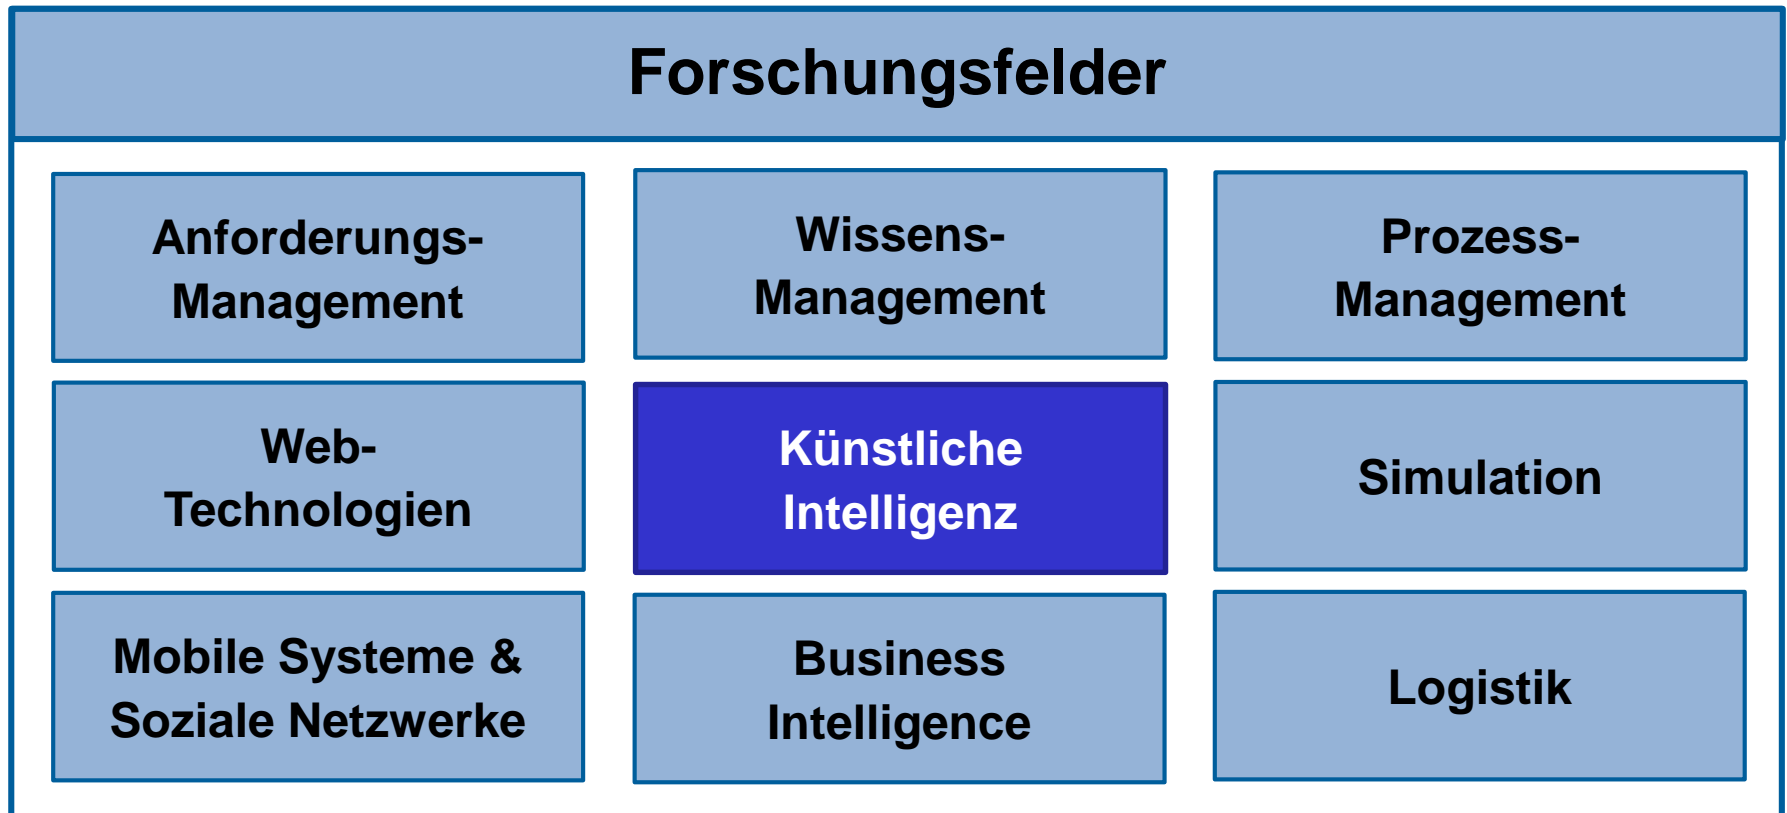 Forschungsfelder
Anforderungs-
Management
Wissens-
Management
Prozess-
Management
Web-
Technologien
Künstliche
Intelligenz
Simulation
Mobile Systeme &
Soziale Netzwerke
Business
Intelligence
Logistik